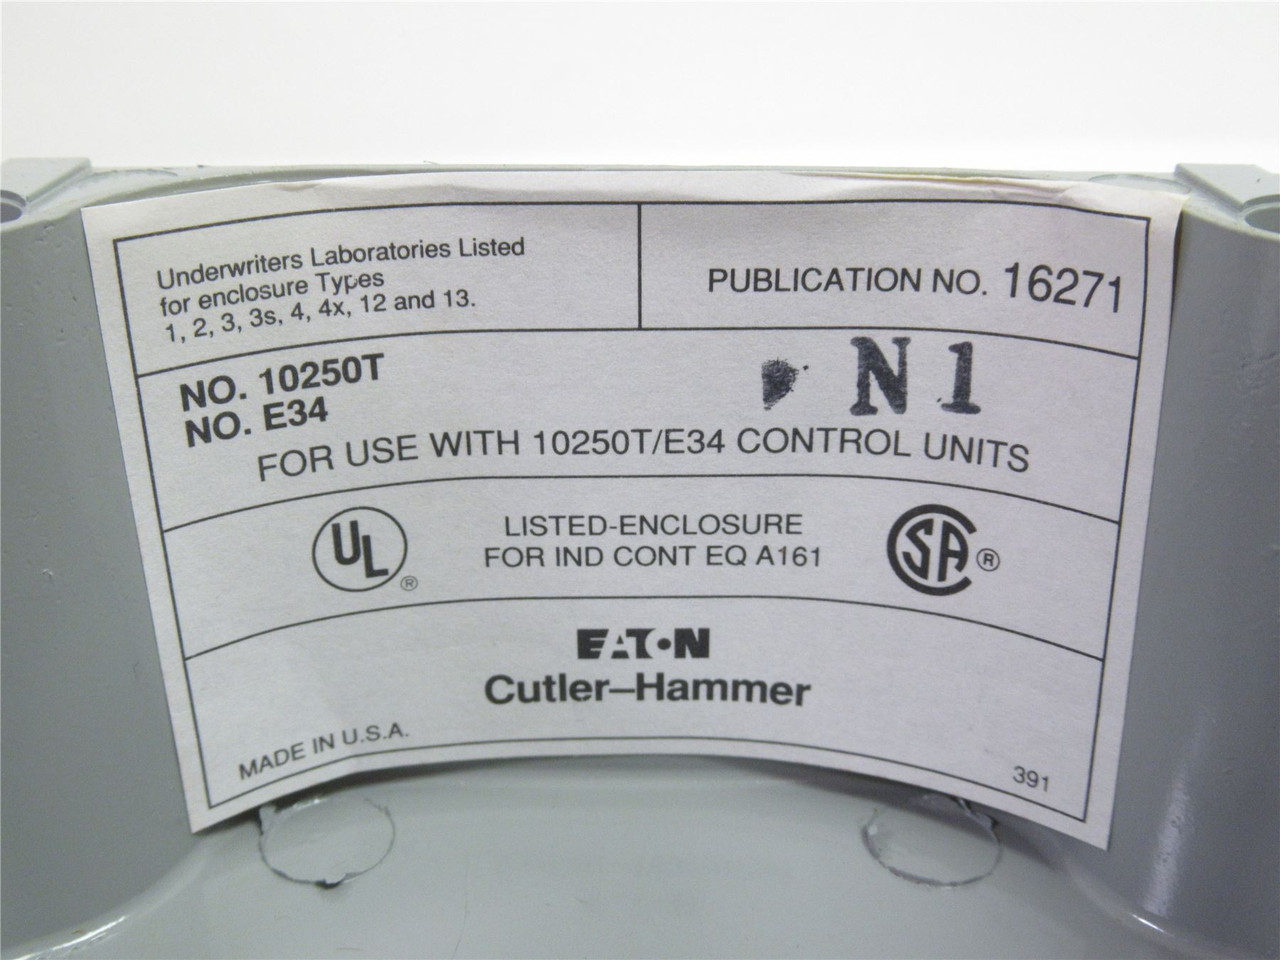 Underwriters Laboratories Listed
for enclosure Types
1, 2, 3, 3s, 4, 4x, 12 and 13.
PUBLICATION NO. 16271
NO. 10250T
NO. E34
N1
FOR USE WITH 10250T/E34 CONTROL UNITS
UL ®
LISTED-ENCLOSURE
FOR IND CONT EQ A161
SA ®
EATON
Cutler–Hammer
MADE IN U.S.A.
391